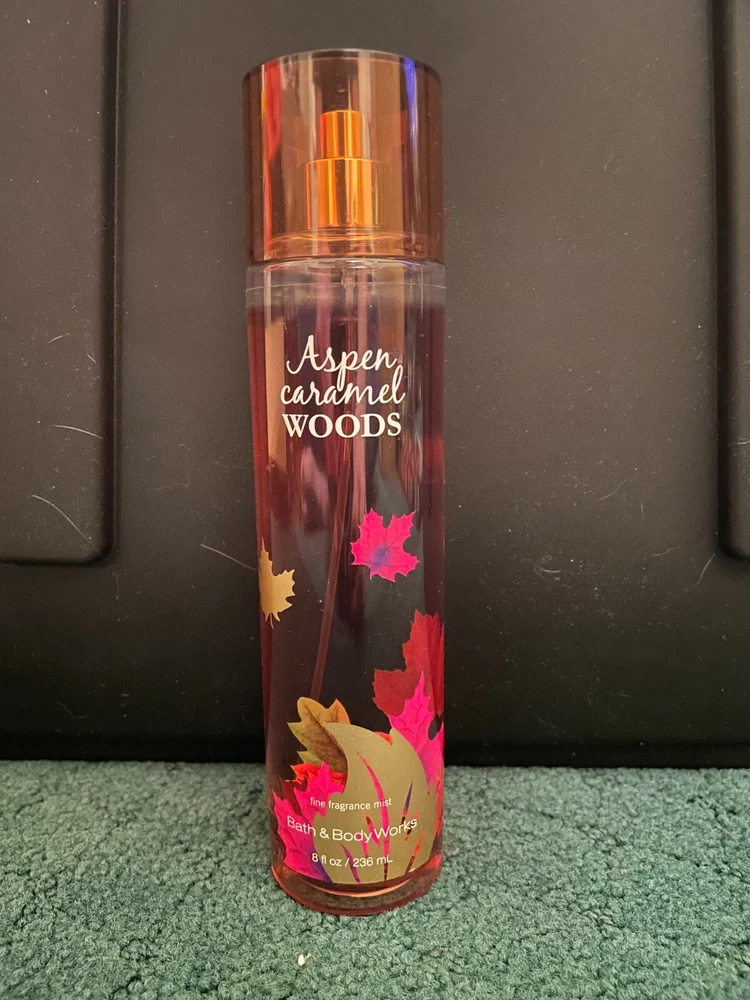 Aspen
caramel
WOODS
fine fragrance mist
Bath & Body Works
8 fl oz / 236 mL